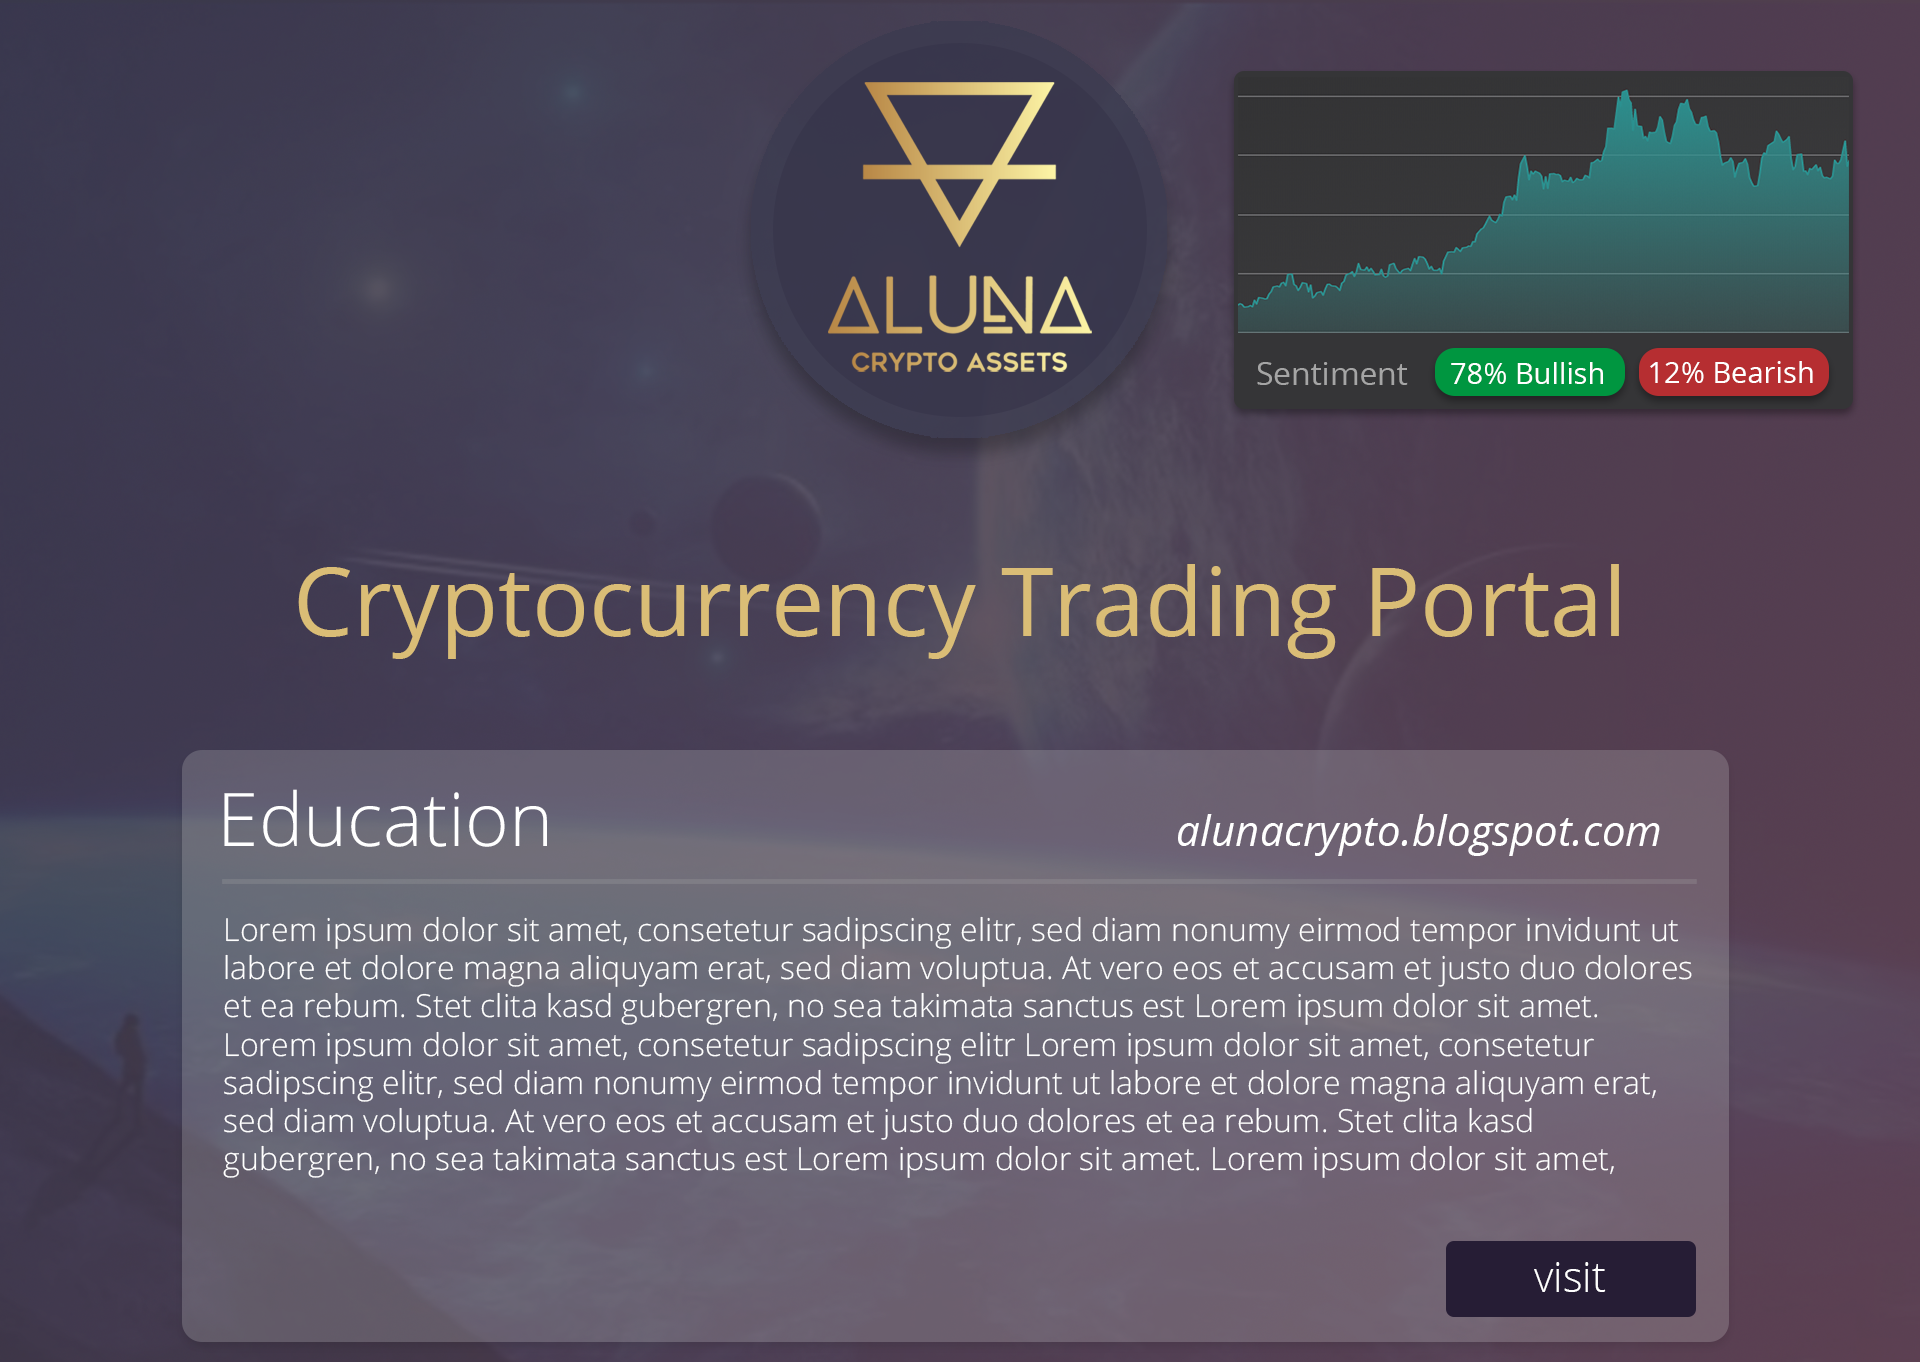 ALUNA
CRYPTO ASSETS
Sentiment 78% Bullish 12% Bearish
Cryptocurrency Trading Portal
Education alunacrypto.blogspot.com
Lorem ipsum dolor sit amet, consetetur sadipscing elitr, sed diam nonumy eirmod tempor invidunt ut
labore et dolore magna aliquyam erat, sed diam voluptua. At vero eos et accusam et justo duo dolores
et ea rebum. Stet clita kasd gubergren, no sea takimata sanctus est Lorem ipsum dolor sit amet.
Lorem ipsum dolor sit amet, consetetur sadipscing elitr Lorem ipsum dolor sit amet, consetetur
sadipscing elitr, sed diam nonumy eirmod tempor invidunt ut labore et dolore magna aliquyam erat,
sed diam voluptua. At vero eos et accusam et justo duo dolores et ea rebum. Stet clita kasd
gubergren, no sea takimata sanctus est Lorem ipsum dolor sit amet. Lorem ipsum dolor sit amet,
visit